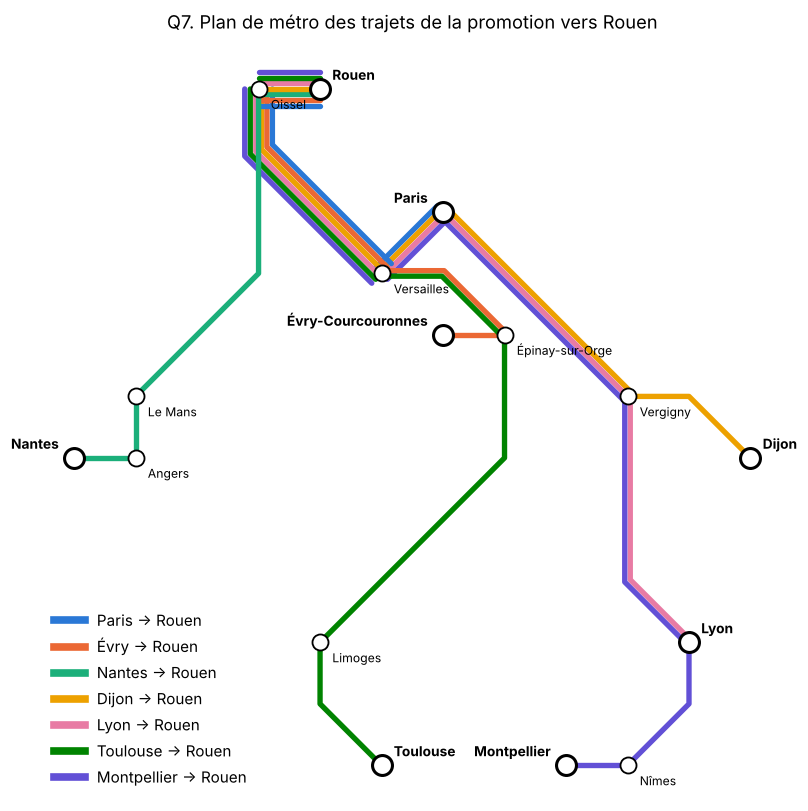 Q7. Plan de métro des trajets de la promotion vers Rouen
Rouen
Oissel
Paris
Versailles
Évry-Courcouronnes
Épinay-sur-Orge
Le Mans
Vergigny
Nantes
Angers
Dijon
Lyon
Limoges
Toulouse
Montpellier
Nîmes
Paris → Rouen
Évry → Rouen
Nantes → Rouen
Dijon → Rouen
Lyon → Rouen
Toulouse → Rouen
Montpellier → Rouen